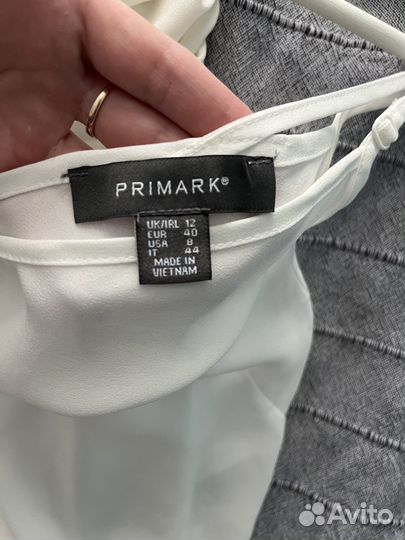 PRIMARK®
UK/IRL 12
EUR 40
USA 8
IT 44
MADE IN
VIETNAM
Avito